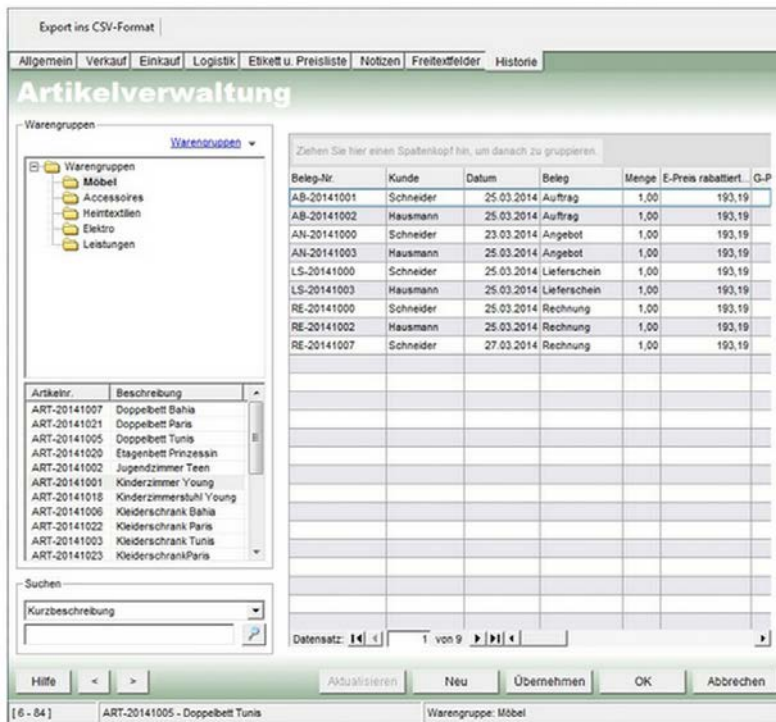 Export ins CSV-Format
Allgemein Verkauf Einkauf Logistik Etikett u. Preisliste Notizen Freitextfelder Historie
Artikelverwaltung
Warengruppen
Warengruppen
Warengruppen
Möbel
Accessoires
Heimtextilien
Elektro
Leistungen
Artikelnr. Beschreibung
ART-20141007 Doppelbett Bahia
ART-20141021 Doppelbett Paris
ART-20141005 Doppelbett Tunis
ART-20141020 Etagenbett Prinzessin
ART-20141002 Jugendzimmer Teen
ART-20141001 Kinderzimmer Young
ART-20141018 Kinderzimmerstuhl Young
ART-20141006 Kleiderschrank Bahia
ART-20141022 Kleiderschrank Paris
ART-20141003 Kleiderschrank Tunis
ART-20141023 KleiderschrankParis
Suchen
Kurzbeschreibung
Ziehen Sie hier einen Spaltenkopf hin, um danach zu gruppieren.
Beleg-Nr. Kunde Datum Beleg Menge E-Preis rabattiert... G-P
AB-20141001 Schneider 25.03.2014 Auftrag 1,00 193,19
AB-20141002 Hausmann 25.03.2014 Auftrag 1,00 193,19
AN-20141000 Schneider 23.03.2014 Angebot 1,00 193,19
AN-20141003 Hausmann 25.03.2014 Angebot 1,00 193,19
LS-20141000 Schneider 25.03.2014 Lieferschein 1,00 193,19
LS-20141003 Hausmann 25.03.2014 Lieferschein 1,00 193,19
RE-20141000 Schneider 25.03.2014 Rechnung 1,00 193,19
RE-20141002 Hausmann 25.03.2014 Rechnung 1,00 193,19
RE-20141007 Schneider 27.03.2014 Rechnung 1,00 193,19
Datensatz: 1 von 9
Hilfe < > Aktualisieren Neu Übernehmen OK Abbrechen
[ 6 - 84 ] ART-20141005 - Doppelbett Tunis Warengruppe: Möbel